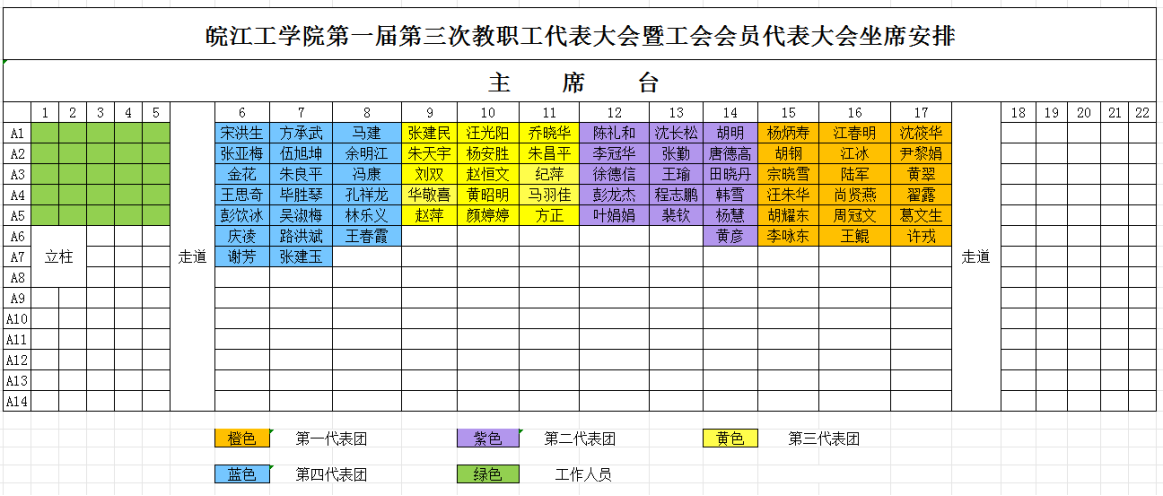 皖江工学院第一届第三次教职工代表大会暨工会会员代表大会坐席安排
主 席 台
1 2 3 4 5 6 7 8 9 10 11 12 13 14 15 16 17 18 19 20 21 22
A1 宋洪生 方承武 马建 张建民 汪光阳 乔晓华 陈礼和 沈长松 胡明 杨炳寿 江春明 沈筱华
A2 张亚梅 伍旭坤 余明江 朱天宇 杨安胜 朱昌平 李冠华 张勤 唐德高 胡钢 江冰 尹黎娟
A3 金花 朱良平 冯康 刘双 赵恒文 纪萍 徐德信 王瑜 田晓丹 宗晓雪 陆军 黄翠
A4 王思奇 毕胜琴 孔祥龙 华敬喜 黄昭明 马羽佳 彭龙杰 程志鹏 韩雪 汪朱华 尚贤燕 翟露
A5 彭饮冰 吴淑梅 林乐义 赵萍 颜婷婷 方正 叶娟娟 裴钦 杨慧 胡耀东 周冠文 葛文生
A6 庆凌 路洪斌 王春霞 黄彦 李咏东 王鲲 许戎
A7 立柱 走道 谢芳 张建玉 走道
A8
A9
A10
A11
A12
A13
A14
橙色 第一代表团 紫色 第二代表团 黄色 第三代表团
蓝色 第四代表团 绿色 工作人员